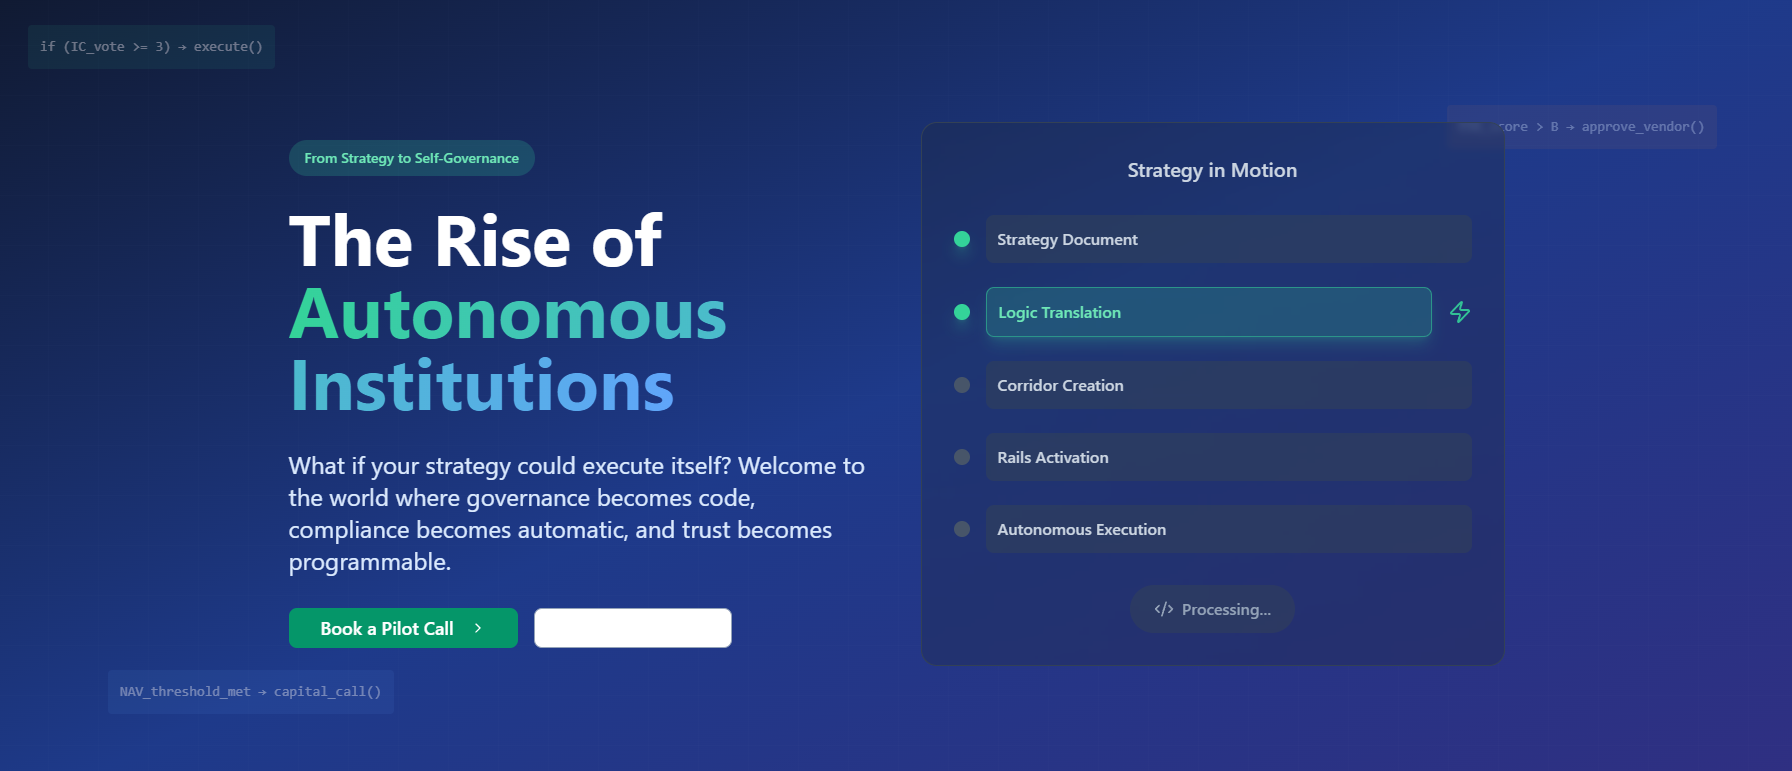 if (IC_vote >= 3) → execute()
core > B → approve_vendor()
From Strategy to Self-Governance
The Rise of
Autonomous
Institutions
What if your strategy could execute itself? Welcome to
the world where governance becomes code,
compliance becomes automatic, and trust becomes
programmable.
Book a Pilot Call
Strategy in Motion
Strategy Document
Logic Translation
Corridor Creation
Rails Activation
Autonomous Execution
</> Processing...
NAV_threshold_met → capital_call()